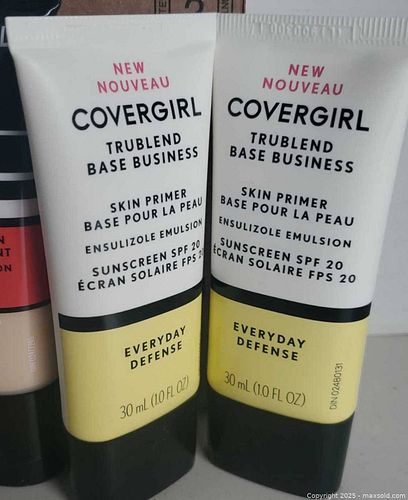 NEW
NOUVEAU
COVERGIRL
TRUBLEND
BASE BUSINESS
SKIN PRIMER
BASE POUR LA PEAU
ENSULIZOLE EMULSION
SUNSCREEN SPF 20
ÉCRAN SOLAIRE FPS 20
EVERYDAY
DEFENSE
30 mL (1.0 FL OZ)
NEW
NOUVEAU
COVERGIRL
TRUBLEND
BASE BUSINESS
SKIN PRIMER
BASE POUR LA PEAU
ENSULIZOLE EMULSION
SUNSCREEN SPF 20
ÉCRAN SOLAIRE FPS 20
EVERYDAY
DEFENSE
30 mL (1.0 FL OZ)
DIN 02480131
Copyright © 2025 - maxsold.com